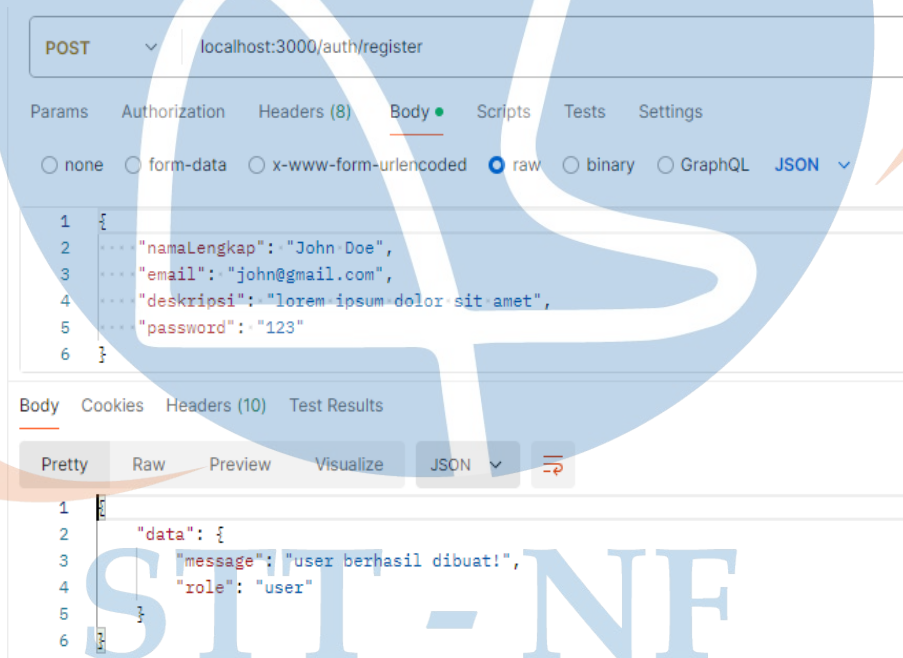 POST localhost:3000/auth/register
Params Authorization Headers (8) Body Scripts Tests Settings
none form-data x-www-form-urlencoded raw binary GraphQL JSON
1 {
2 "namaLengkap": "John Doe",
3 "email": "john@gmail.com",
4 "deskripsi": "lorem ipsum dolor sit amet",
5 "password": "123"
6 }
Body Cookies Headers (10) Test Results
Pretty Raw Preview Visualize JSON
1 {
2 "data": {
3 "message": "user berhasil dibuat!",
4 "role": "user"
5 }
6 }
STT - NF